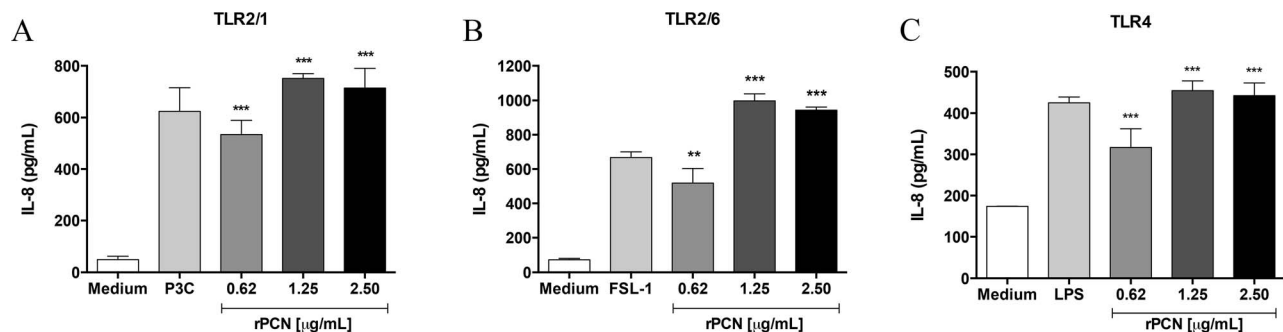 A
TLR2/1
IL-8 (pg/mL)
800
600
400
200
0
***
***
***
Medium P3C 0.62 1.25 2.50
rPCN [µg/mL]
B
TLR2/6
IL-8 (pg/mL)
1200
1000
800
600
400
200
0
**
***
***
Medium FSL-1 0.62 1.25 2.50
rPCN [µg/mL]
C
TLR4
IL-8 (pg/mL)
500
400
300
200
100
0
***
***
***
Medium LPS 0.62 1.25 2.50
rPCN [µg/mL]